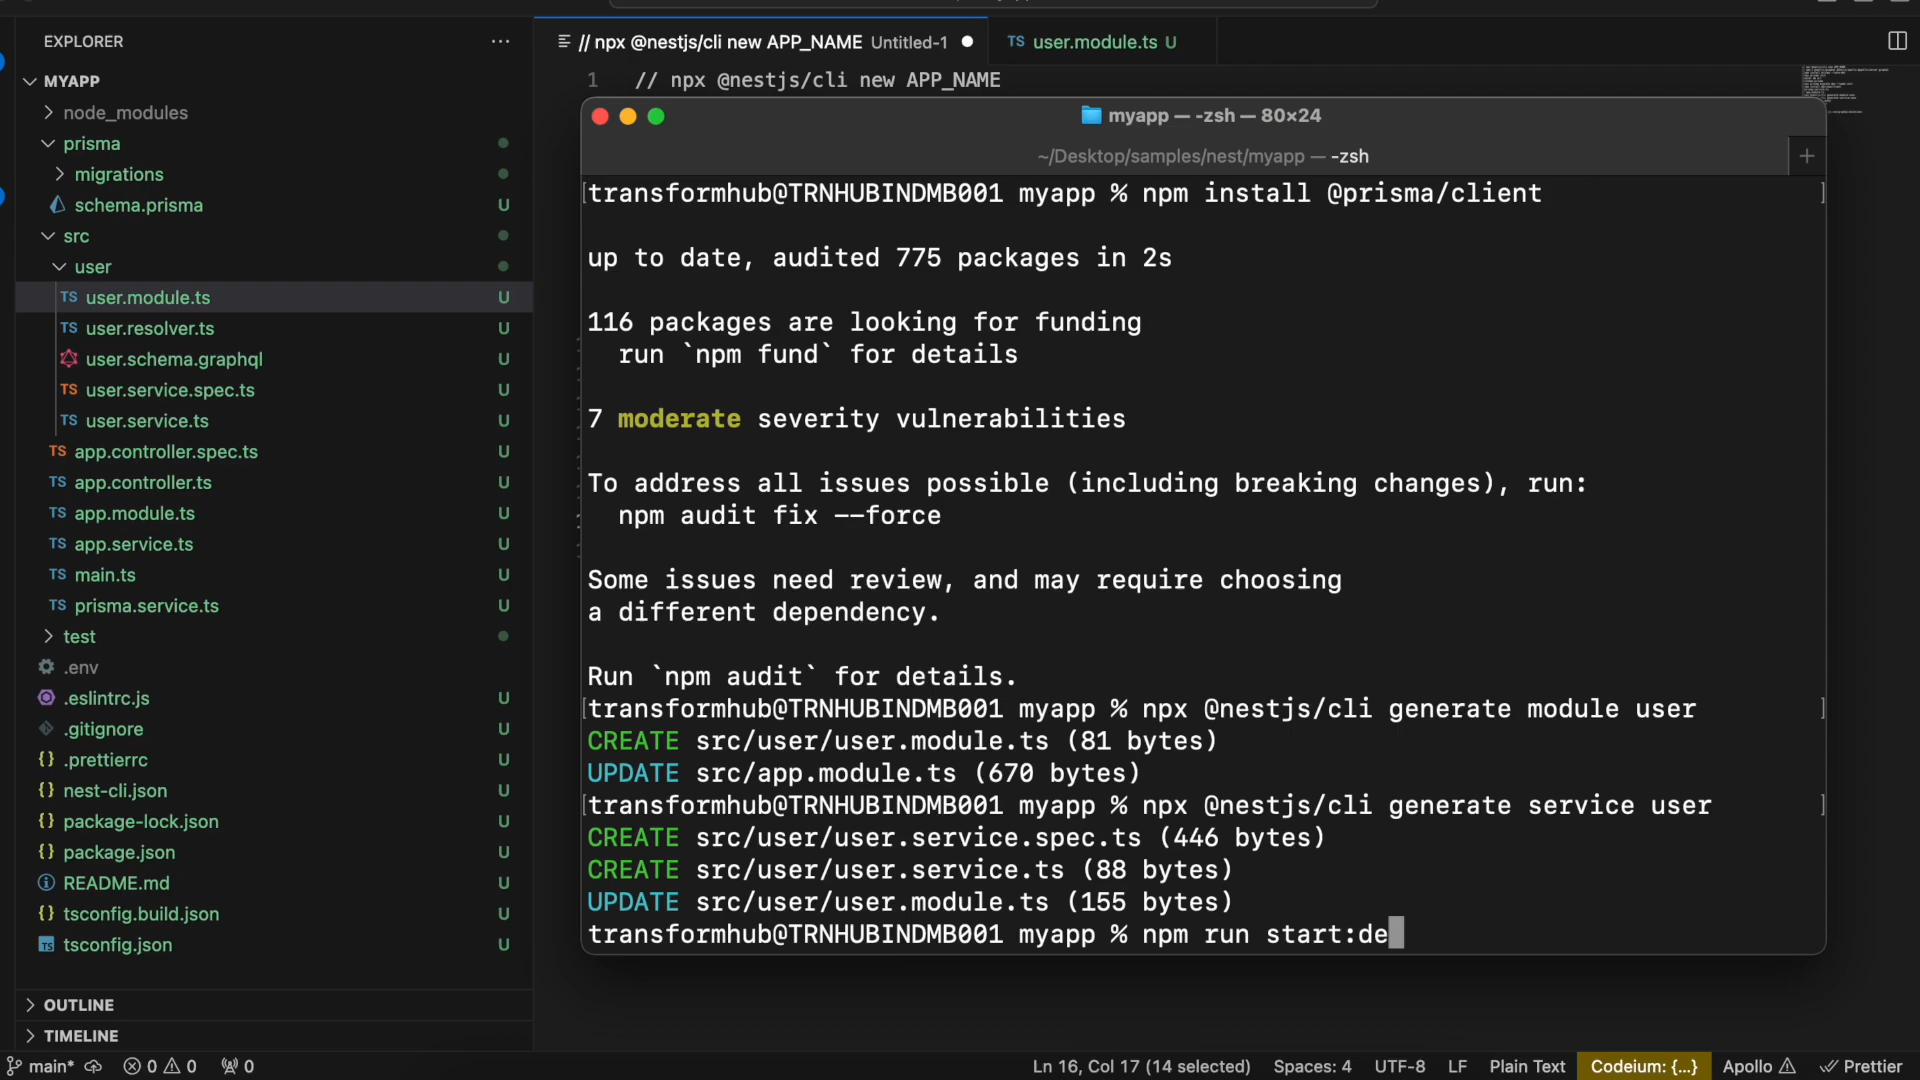 EXPLORER
MYAPP
node_modules
prisma
migrations
schema.prisma U
src
user
TS user.module.ts U
TS user.resolver.ts U
user.schema.graphql U
TS user.service.spec.ts U
TS user.service.ts U
TS app.controller.spec.ts U
TS app.controller.ts U
TS app.module.ts U
TS app.service.ts U
TS main.ts U
TS prisma.service.ts U
test
.env
.eslintrc.js U
.gitignore U
{} .prettierrc U
{} nest-cli.json U
{} package-lock.json U
{} package.json U
README.md U
{} tsconfig.build.json U
TS tsconfig.json U
OUTLINE
TIMELINE
// npx @nestjs/cli new APP_NAME Untitled-1
TS user.module.ts U
1 // npx @nestjs/cli new APP_NAME
myapp — -zsh — 80×24
~/Desktop/samples/nest/myapp — -zsh
+
[transformhub@TRNHUBINDMB001 myapp % npm install @prisma/client ]
up to date, audited 775 packages in 2s
116 packages are looking for funding
run `npm fund` for details
7 moderate severity vulnerabilities
To address all issues possible (including breaking changes), run:
npm audit fix --force
Some issues need review, and may require choosing
a different dependency.
Run `npm audit` for details.
[transformhub@TRNHUBINDMB001 myapp % npx @nestjs/cli generate module user ]
CREATE src/user/user.module.ts (81 bytes)
UPDATE src/app.module.ts (670 bytes)
[transformhub@TRNHUBINDMB001 myapp % npx @nestjs/cli generate service user ]
CREATE src/user/user.service.spec.ts (446 bytes)
CREATE src/user/user.service.ts (88 bytes)
UPDATE src/user/user.module.ts (155 bytes)
transformhub@TRNHUBINDMB001 myapp % npm run start:de
main* 0 0 0 Ln 16, Col 17 (14 selected) Spaces: 4 UTF-8 LF Plain Text Codeium: {...} Apollo Prettier